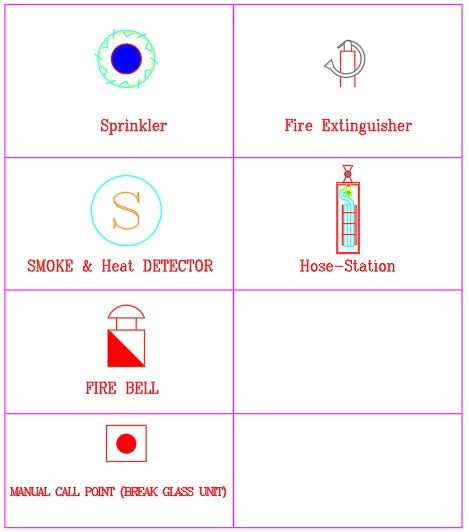 Sprinkler
Fire Extinguisher
S
SMOKE & Heat DETECTOR
Hose-Station
FIRE BELL
MANUAL CALL POINT (BREAK GLASS UNIT)